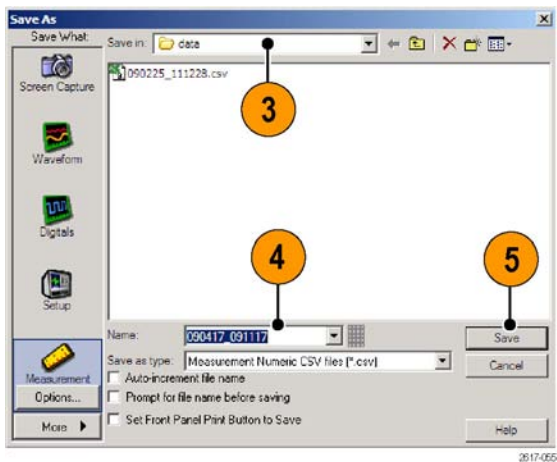 Save As
Save What:
Save in: data
Screen Capture
090225_111228.csv
3
Waveform
Digitals
4
5
Setup
Name: 090417_091117
Save
Save as type: Measurement Numeric CSV files (*.csv)
Cancel
Measurement
Auto-increment file name
Options...
Prompt for file name before saving
More
Set Front Panel Print Button to Save
Help
2617-055